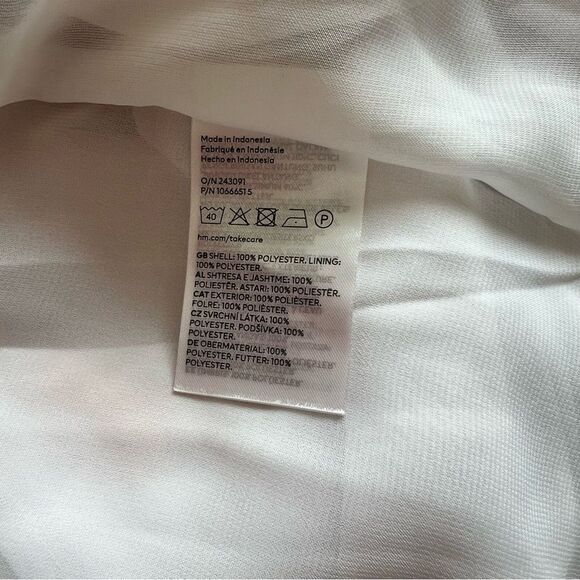 Made in Indonesia
Fabriqué en Indonésie
Hecho en Indonesia
O/N 243091
P/N 1066651 5
40 P
hm.com/takecare
GB SHELL: 100% POLYESTER. LINING:
100% POLYESTER.
AL SHTRESA E JASHTME: 100%
POLIESTËR. ASTARI: 100% POLIESTËR.
CAT EXTERIOR: 100% POLIÈSTER.
FOLRE: 100% POLIÈSTER.
CZ SVRCHNÍ LÁTKA: 100%
POLYESTER. PODŠÍVKA: 100%
POLYESTER.
DE OBERMATERIAL: 100%
POLYESTER. FUTTER: 100%
POLYESTER.